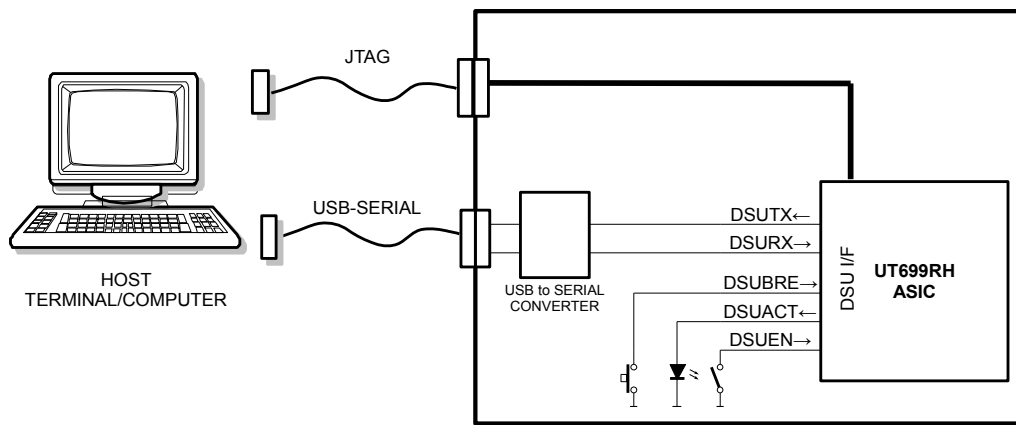 JTAG
USB-SERIAL
HOST
TERMINAL/COMPUTER
USB to SERIAL
CONVERTER
DSUTX←
DSURX→
DSUBRE→
DSUACT←
DSUEN→
DSU I/F
UT699RH
ASIC